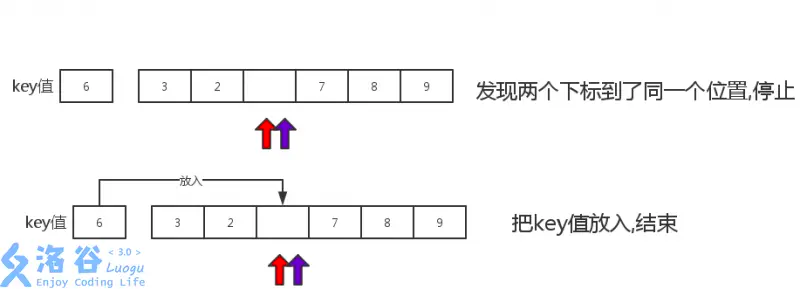 key值 6 3 2 7 8 9 发现两个下标到了同一个位置,停止
放入
key值 6 3 2 7 8 9 把key值放入,结束
洛谷 < 3.0 > Luogu
Enjoy Coding Life